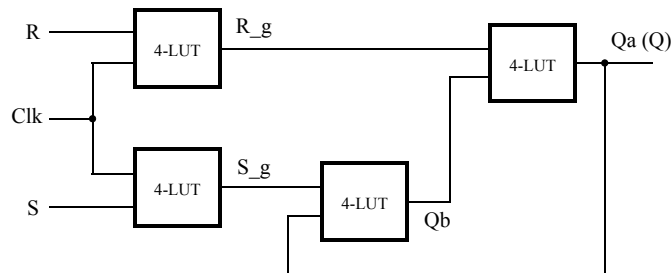 R
4-LUT
R_g
4-LUT
Qa (Q)
Clk
4-LUT
S_g
4-LUT
S
Qb